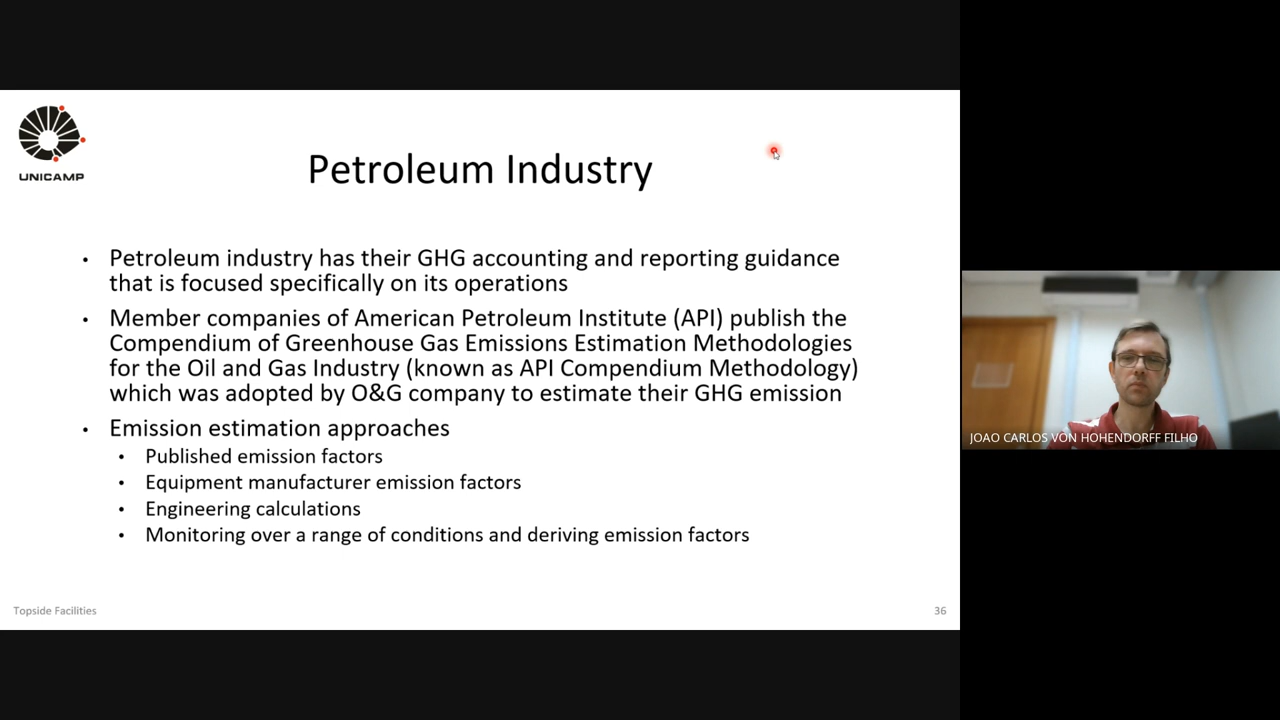 UNICAMP
Petroleum Industry
• Petroleum industry has their GHG accounting and reporting guidance
that is focused specifically on its operations
• Member companies of American Petroleum Institute (API) publish the
Compendium of Greenhouse Gas Emissions Estimation Methodologies
for the Oil and Gas Industry (known as API Compendium Methodology)
which was adopted by O&G company to estimate their GHG emission
• Emission estimation approaches
• Published emission factors
• Equipment manufacturer emission factors
• Engineering calculations
• Monitoring over a range of conditions and deriving emission factors
Topside Facilities
36
JOAO CARLOS VON HOHENDORFF FILHO